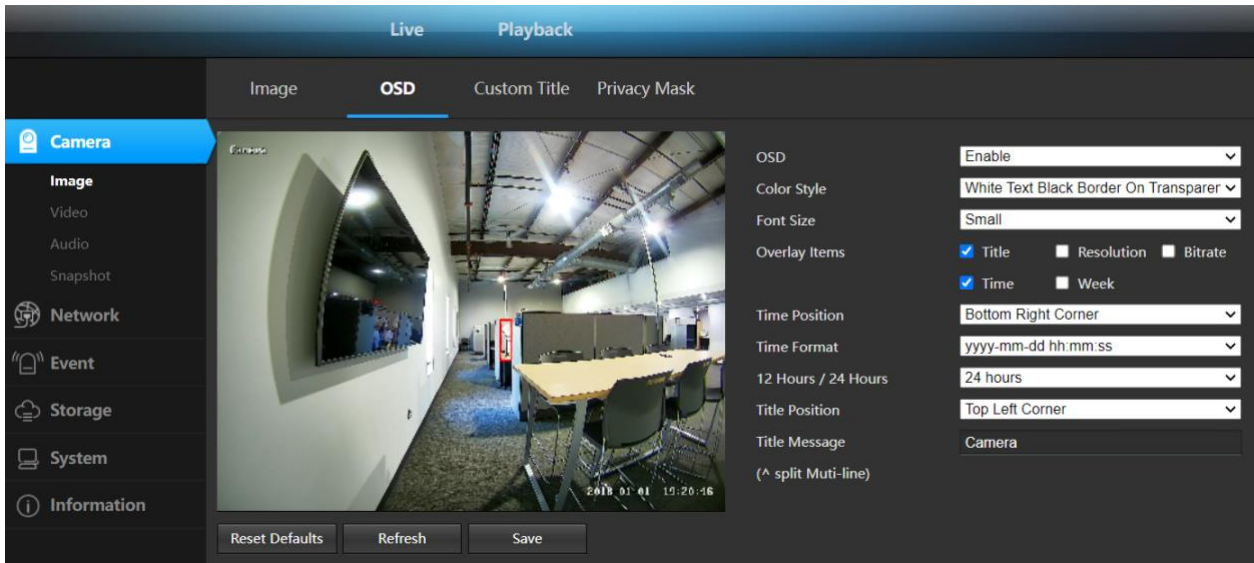 Live Playback
Image OSD Custom Title Privacy Mask
Camera
Image
Video
Audio
Snapshot
Network
Event
Storage
System
Information
Camera
2018-01-01 19:20:46
Reset Defaults Refresh Save
OSD Enable
Color Style White Text Black Border On Transparer
Font Size Small
Overlay Items Title Resolution Bitrate
Time Week
Time Position Bottom Right Corner
Time Format yyyy-mm-dd hh:mm:ss
12 Hours / 24 Hours 24 hours
Title Position Top Left Corner
Title Message Camera
(^ split Muti-line)